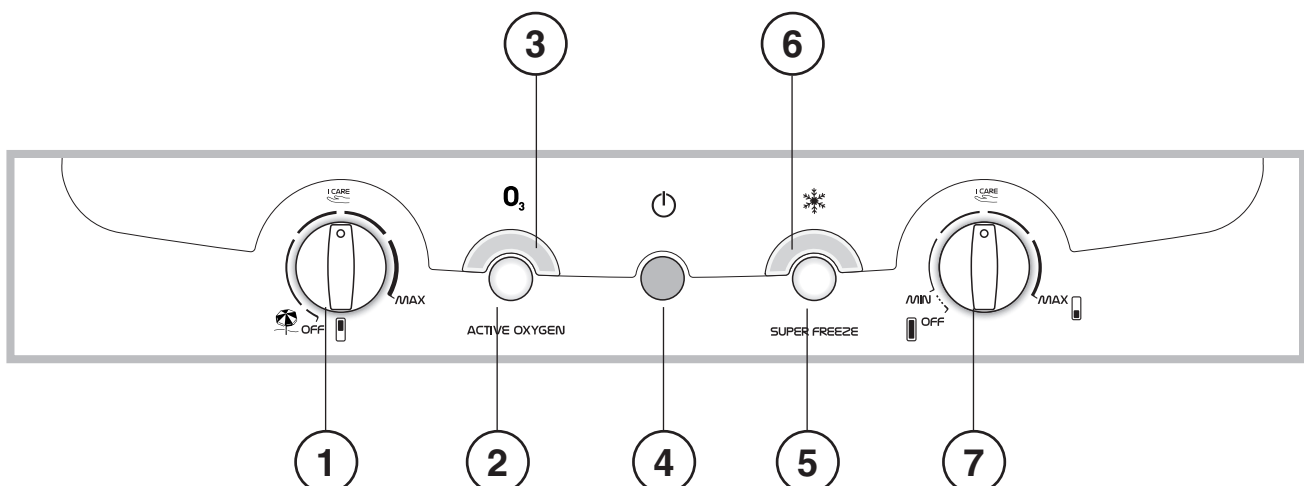 3
6
I CARE
O3
I CARE
MAX
MIN
MAX
OFF
OFF
ACTIVE OXYGEN
SUPER FREEZE
1
2
4
5
7